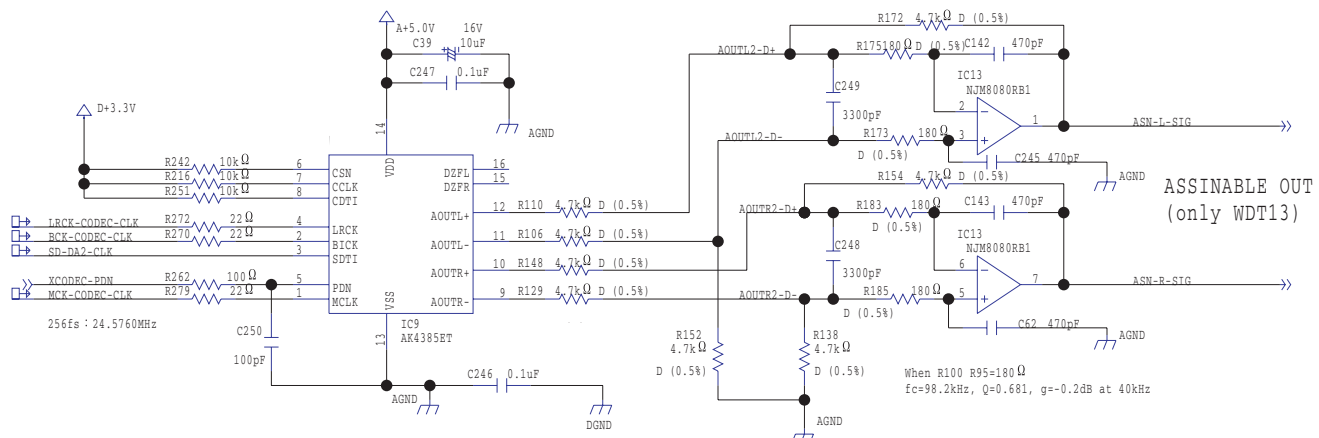 R172 4.7kΩ D (0.5%)
A+5.0V
16V
C39 10uF
C247 0.1uF
AGND
AOUTL2-D+
R175 180Ω D (0.5%)
C142 470pF
IC13
NJM8080RB1
C249
3300pF
2
3
1
ASN-L-SIG
D+3.3V
14
AOUTL2-D-
R173 180Ω
D (0.5%)
C245 470pF
AGND
R154 4.7kΩ D (0.5%)
ASSINABLE OUT
(only WDT13)
R242 10kΩ 6
R216 10kΩ 7
R251 10kΩ 8
CSN
CCLK
CDTI
VDD
DZFL 16
DZFR 15
LRCK-CODEC-CLK R272 22Ω 4 LRCK
BCK-CODEC-CLK R270 22Ω 2 BICK
SD-DA2-CLK 3 SDTI
XCODEC-PDN R262 100Ω 5 PDN
MCK-CODEC-CLK R279 22Ω 1 MCLK
256fs:24.5760MHz
AOUTL+ 12 R110 4.7kΩ D (0.5%)
AOUTL- 11 R106 4.7kΩ D (0.5%)
AOUTR+ 10 R148 4.7kΩ D (0.5%)
AOUTR- 9 R129 4.7kΩ D (0.5%)
VSS
13
IC9
AK4385ET
AOUTR2-D+
R183 180Ω D (0.5%)
C143 470pF
IC13
NJM8080RB1
C248
3300pF
6
5
7
ASN-R-SIG
AOUTR2-D-
R185 180Ω
D (0.5%)
C62 470pF
AGND
C250
100pF
R152
4.7kΩ
D (0.5%)
R138
4.7kΩ
D (0.5%)
When R100 R95=180Ω
fc=98.2kHz, Q=0.681, g=-0.2dB at 40kHz
AGND
C246 0.1uF
DGND
AGND